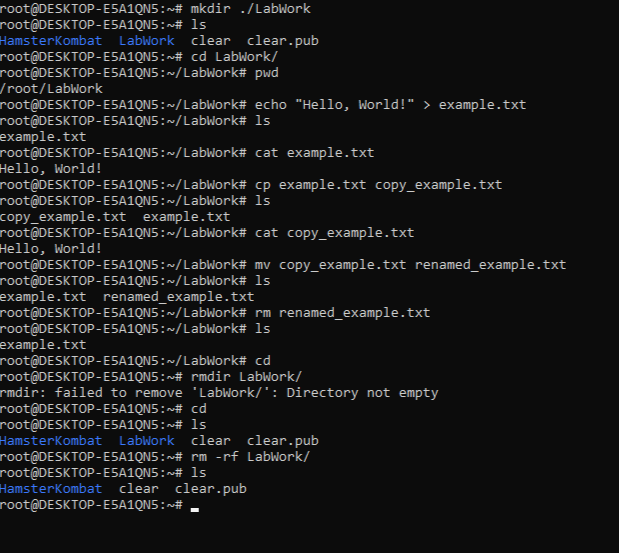 root@DESKTOP-E5A1QN5:~# mkdir ./LabWork
root@DESKTOP-E5A1QN5:~# ls
HamsterKombat  LabWork  clear  clear.pub
root@DESKTOP-E5A1QN5:~# cd LabWork/
root@DESKTOP-E5A1QN5:~/LabWork# pwd
/root/LabWork
root@DESKTOP-E5A1QN5:~/LabWork# echo "Hello, World!" > example.txt
root@DESKTOP-E5A1QN5:~/LabWork# ls
example.txt
root@DESKTOP-E5A1QN5:~/LabWork# cat example.txt
Hello, World!
root@DESKTOP-E5A1QN5:~/LabWork# cp example.txt copy_example.txt
root@DESKTOP-E5A1QN5:~/LabWork# ls
copy_example.txt  example.txt
root@DESKTOP-E5A1QN5:~/LabWork# cat copy_example.txt
Hello, World!
root@DESKTOP-E5A1QN5:~/LabWork# mv copy_example.txt renamed_example.txt
root@DESKTOP-E5A1QN5:~/LabWork# ls
example.txt  renamed_example.txt
root@DESKTOP-E5A1QN5:~/LabWork# rm renamed_example.txt
root@DESKTOP-E5A1QN5:~/LabWork# ls
example.txt
root@DESKTOP-E5A1QN5:~/LabWork# cd
root@DESKTOP-E5A1QN5:~# rmdir LabWork/
rmdir: failed to remove 'LabWork/': Directory not empty
root@DESKTOP-E5A1QN5:~# cd
root@DESKTOP-E5A1QN5:~# ls
HamsterKombat  LabWork  clear  clear.pub
root@DESKTOP-E5A1QN5:~# rm -rf LabWork/
root@DESKTOP-E5A1QN5:~# ls
HamsterKombat  clear  clear.pub
root@DESKTOP-E5A1QN5:~#